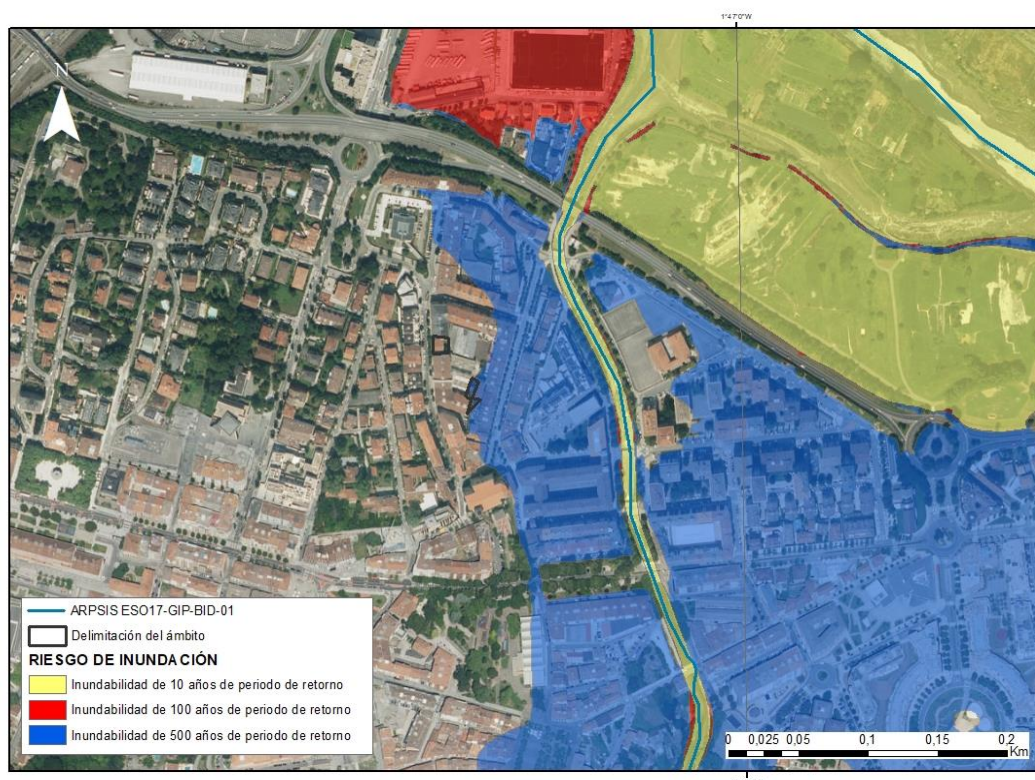 1°47'0"W
N
ARPSIS ESO17-GIP-BID-01
Delimitación del ámbito
RIESGO DE INUNDACIÓN
Inundabilidad de 10 años de periodo de retorno
Inundabilidad de 100 años de periodo de retorno
Inundabilidad de 500 años de periodo de retorno
0 0,025 0,05 0,1 0,15 0,2
Km